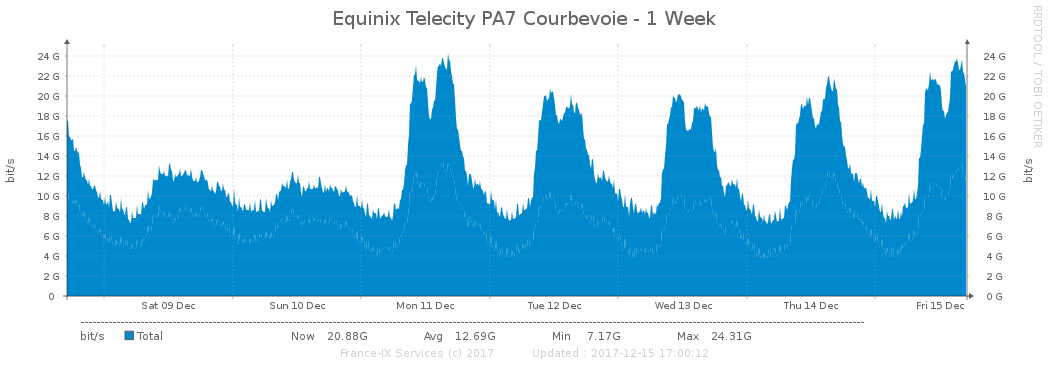 Equinix Telecity PA7 Courbevoie - 1 Week
RRDTOOL / TOBI OETIKER
bit/s
24 G 24 G
22 G 22 G
20 G 20 G
18 G 18 G
16 G 16 G
14 G 14 G
12 G 12 G
10 G 10 G
8 G 8 G
6 G 6 G
4 G 4 G
2 G 2 G
0 0 G
bit/s
Sat 09 Dec Sun 10 Dec Mon 11 Dec Tue 12 Dec Wed 13 Dec Thu 14 Dec Fri 15 Dec
bit/s Total Now 20.88G Avg 12.69G Min 7.17G Max 24.31G
France-IX Services (c) 2017 Updated : 2017-12-15 17:00:12